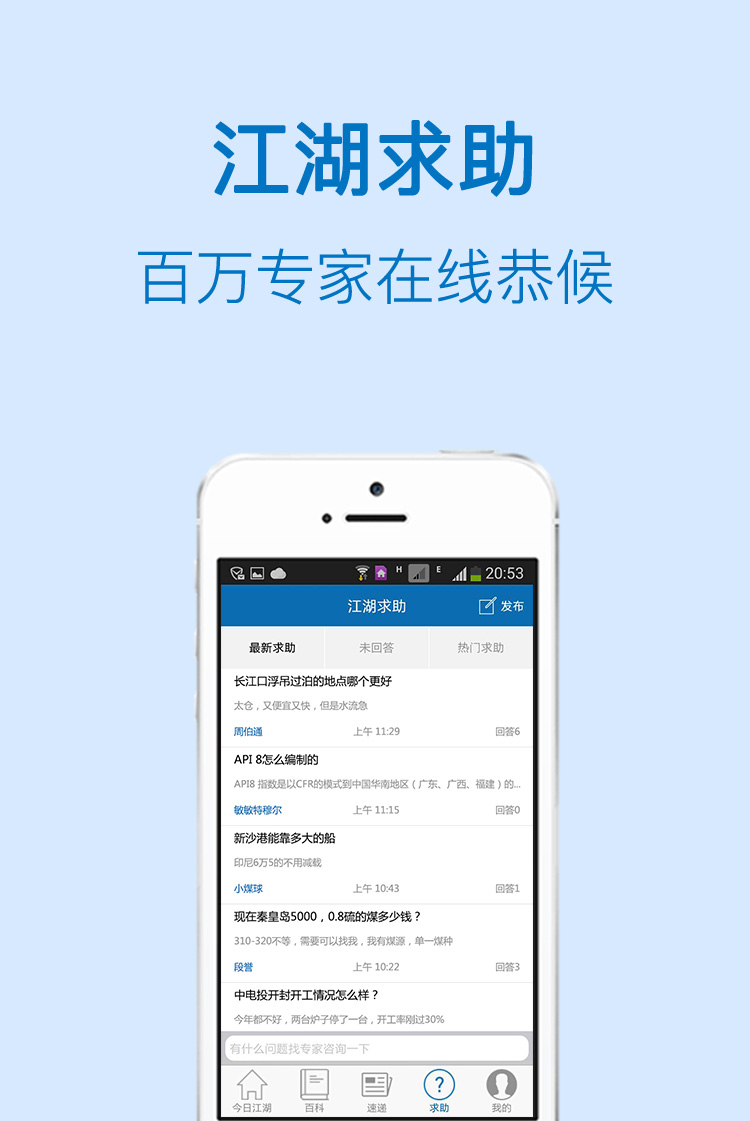 江湖求助
百万专家在线恭候
H E 20:53
江湖求助 发布
最新求助 未回答 热门求助
长江口浮吊过泊的地点哪个更好
太仓，又便宜又快，但是水流急
周伯通 上午 11:29 回答6
API 8怎么编制的
API8 指数是以CFR的模式到中国华南地区（广东、广西、福建）的...
敏敏特穆尔 上午 11:15 回答0
新沙港能靠多大的船
印尼6万5的不用减载
小煤球 上午 10:43 回答1
现在秦皇岛5000，0.8硫的煤多少钱？
310-320不等，需要可以找我，我有煤源，单一煤种
段誉 上午 10:22 回答3
中电投开封开工情况怎么样？
今年都不好，两台炉子停了一台，开工率刚过30%
有什么问题找专家咨询一下
今日江湖 百科 速递 求助 我的